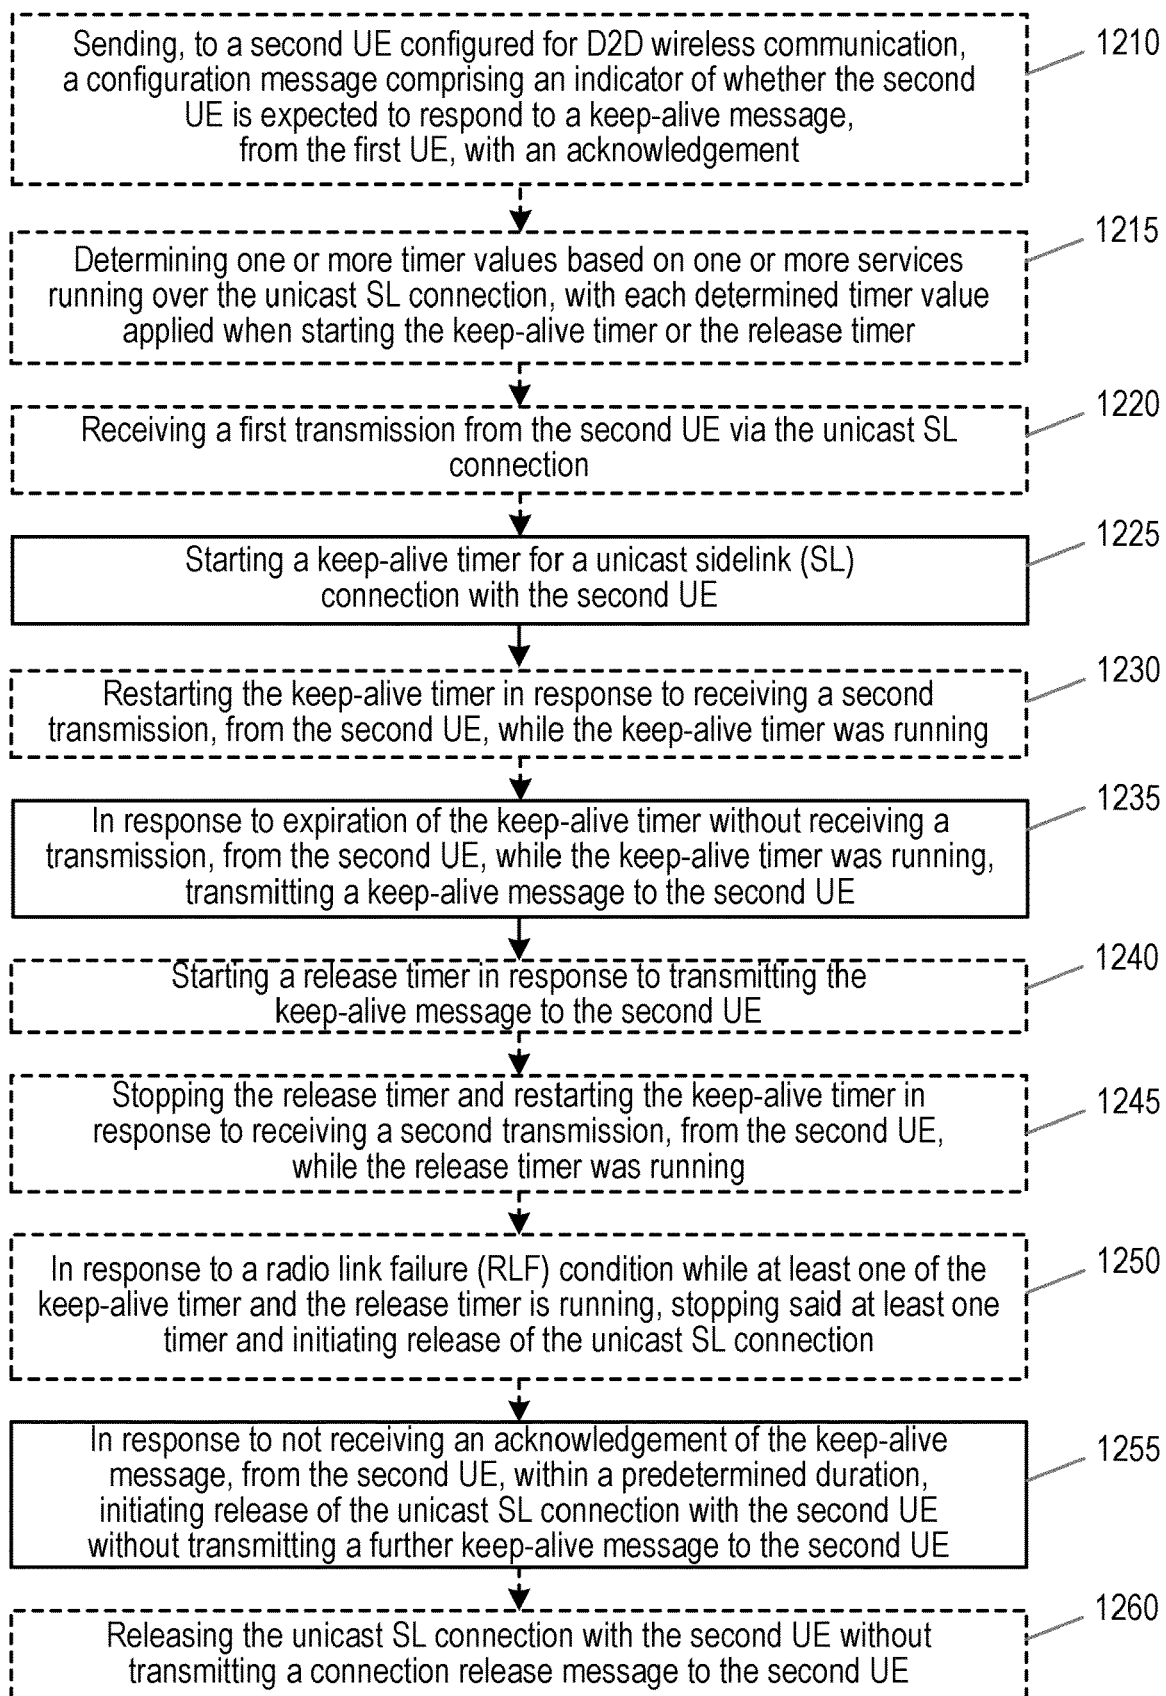 Sending, to a second UE configured for D2D wireless communication,
a configuration message comprising an indicator of whether the second
UE is expected to respond to a keep-alive message,
from the first UE, with an acknowledgement
1210
Determining one or more timer values based on one or more services
running over the unicast SL connection, with each determined timer value
applied when starting the keep-alive timer or the release timer
1215
Receiving a first transmission from the second UE via the unicast SL
connection
1220
Starting a keep-alive timer for a unicast sidelink (SL)
connection with the second UE
1225
Restarting the keep-alive timer in response to receiving a second
transmission, from the second UE, while the keep-alive timer was running
1230
In response to expiration of the keep-alive timer without receiving a
transmission, from the second UE, while the keep-alive timer was running,
transmitting a keep-alive message to the second UE
1235
Starting a release timer in response to transmitting the
keep-alive message to the second UE
1240
Stopping the release timer and restarting the keep-alive timer in
response to receiving a second transmission, from the second UE,
while the release timer was running
1245
In response to a radio link failure (RLF) condition while at least one of the
keep-alive timer and the release timer is running, stopping said at least one
timer and initiating release of the unicast SL connection
1250
In response to not receiving an acknowledgement of the keep-alive
message, from the second UE, within a predetermined duration,
initiating release of the unicast SL connection with the second UE
without transmitting a further keep-alive message to the second UE
1255
Releasing the unicast SL connection with the second UE without
transmitting a connection release message to the second UE
1260